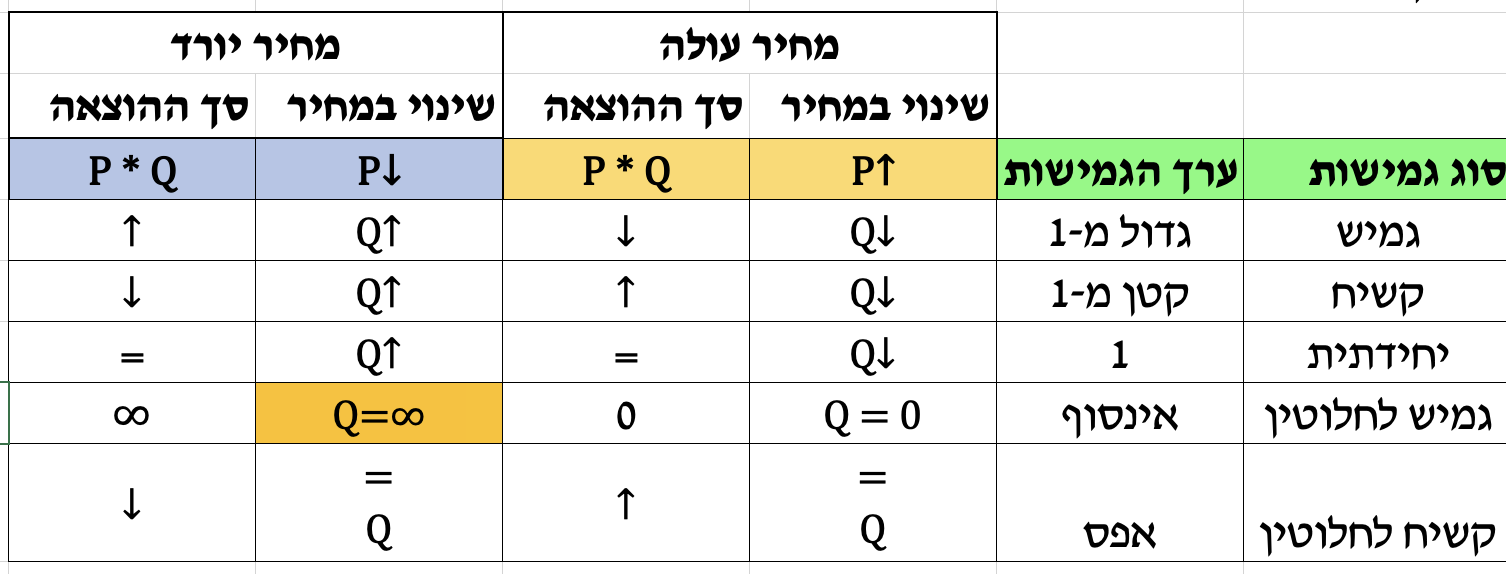 מחיר עולה מחיר יורד
שינוי במחיר סך ההוצאה שינוי במחיר סך ההוצאה
סוג גמישות ערך הגמישות P↑ P * Q P↓ P * Q
גמיש גדול מ-1 Q↓ ↓ Q↑ ↑
קשיח קטן מ-1 Q↓ ↑ Q↑ ↓
יחידתית 1 Q↓ = Q↑ =
גמיש לחלוטין אינסוף Q = 0 0 Q=∞ ∞
קשיח לחלוטין אפס = Q ↑ = Q ↓